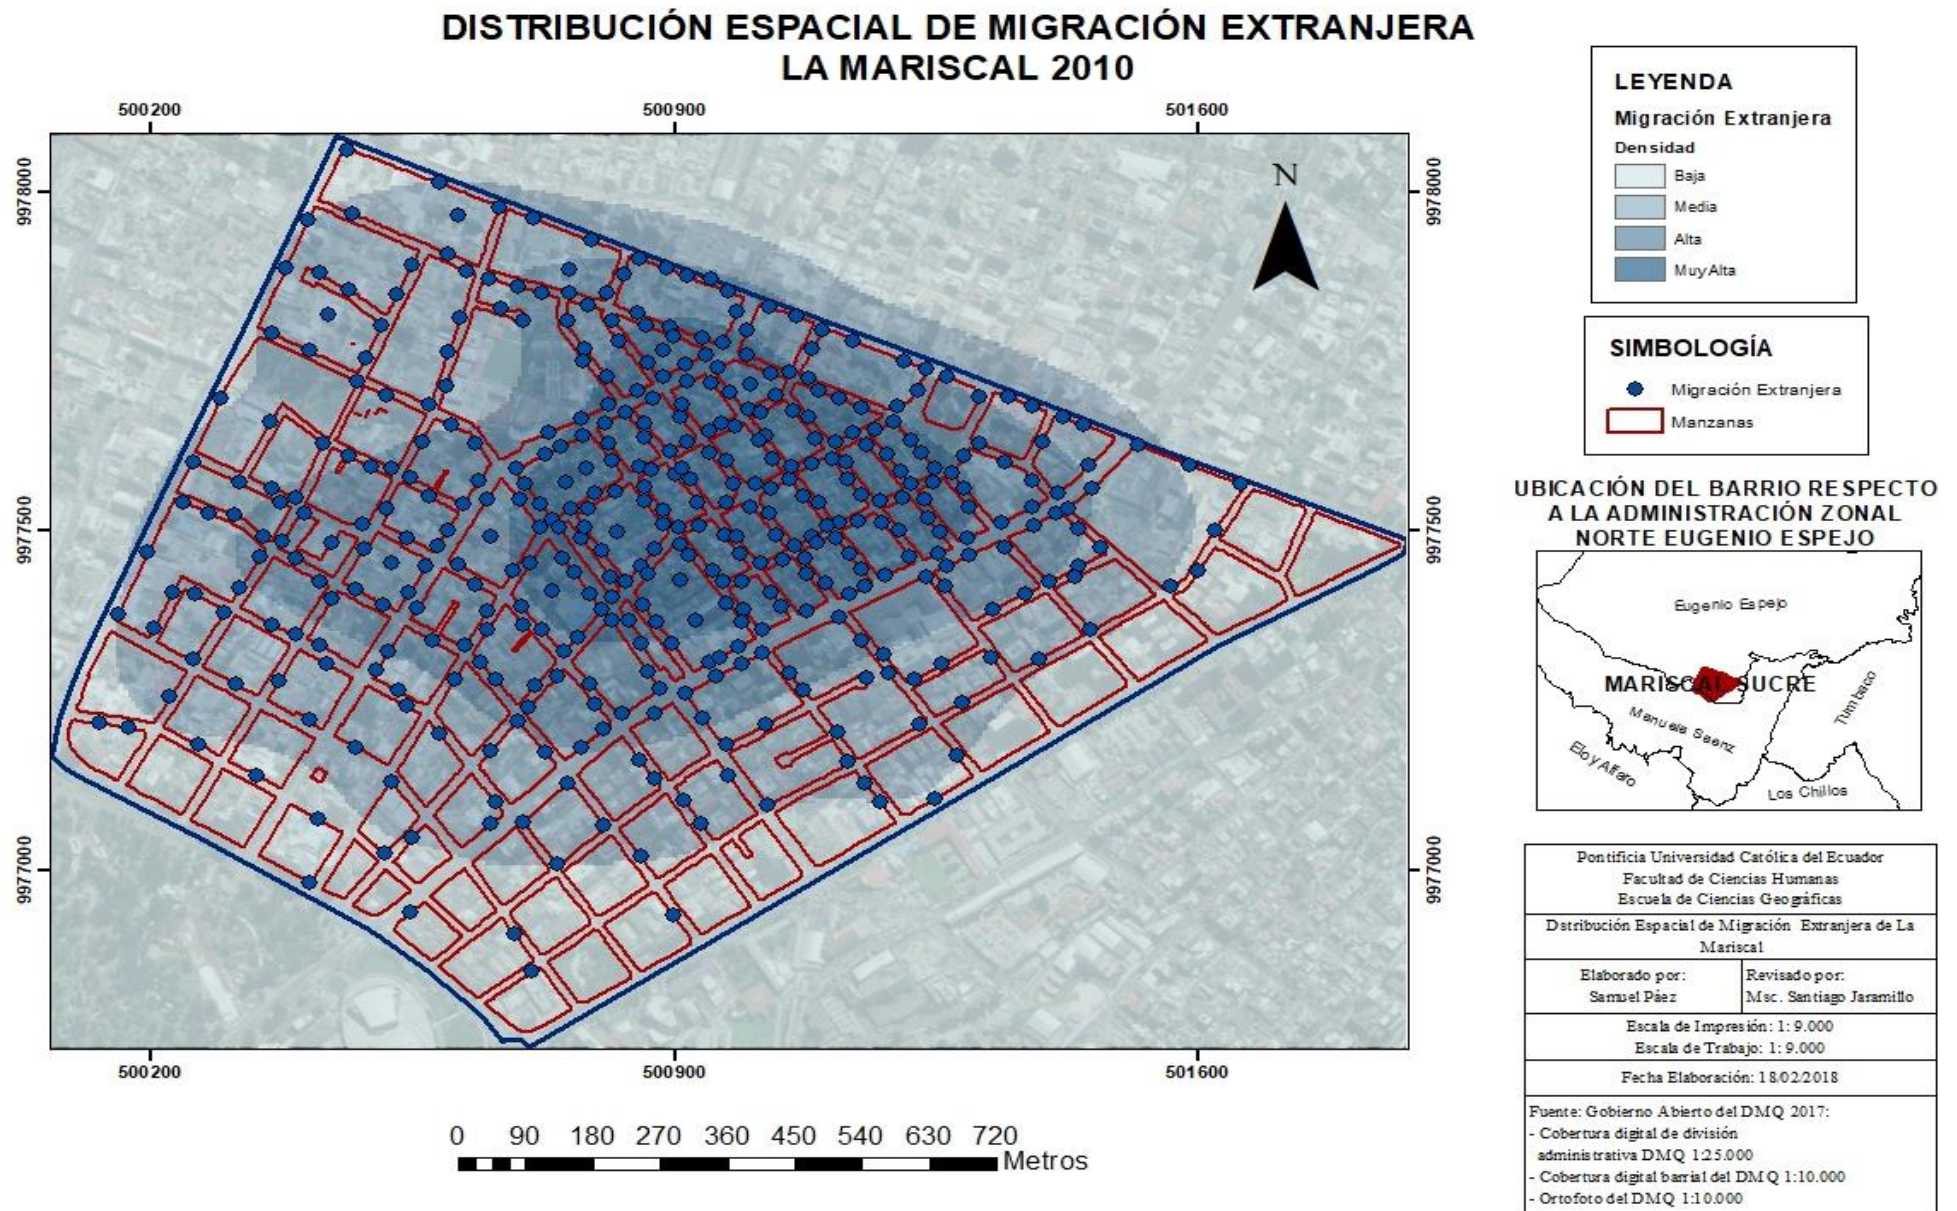 DISTRIBUCIÓN ESPACIAL DE MIGRACIÓN EXTRANJERA
LA MARISCAL 2010
500200
500900
501600
9978000
9977500
9977000
9978000
9977500
9977000
N
500200
500900
501600
0 90 180 270 360 450 540 630 720
Metros
LEYENDA
Migración Extranjera
Densidad
Baja
Media
Alta
Muy Alta
SIMBOLOGÍA
Migración Extranjera
Manzanas
UBICACIÓN DEL BARRIO RESPECTO
A LA ADMINISTRACIÓN ZONAL
NORTE EUGENIO ESPEJO
Eugenio Espejo
MARISCAL SUCRE
Manuela Saenz
Tumbaco
Eloy Alfaro
Los Chillos
Pontificia Universidad Católica del Ecuador
Facultad de Ciencias Humanas
Escuela de Ciencias Geográficas
Dstribución Espacial de Migración Extranjera de La
Mariscal
Elaborado por:
Samuel Páez
Revisado por:
Msc. Santiago Jaramillo
Escala de Impresión: 1: 9.000
Escala de Trabajo: 1: 9.000
Fecha Elaboración: 18/02/2018
Fuente: Gobierno Abierto del DMQ 2017:
- Cobertura digital de división
administrativa DMQ 1:25.000
- Cobertura digital barrial del DMQ 1:10.000
- Ortofoto del DMQ 1:10.000